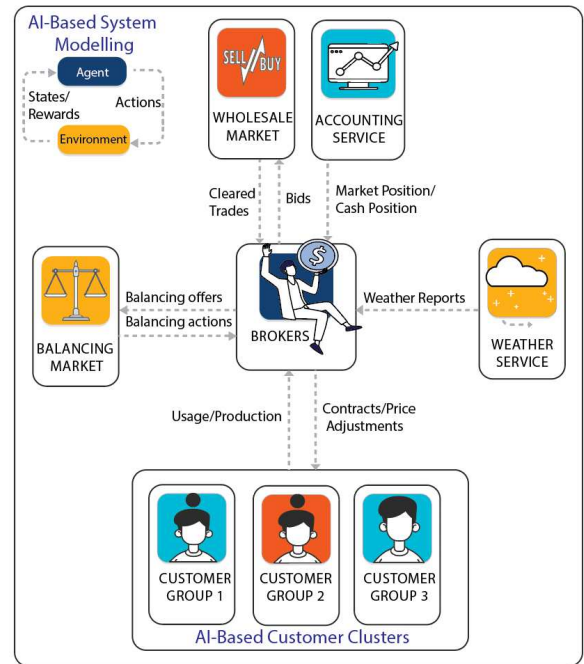 AI-Based System
Modelling
Agent
States/
Rewards
Actions
Environment
SELL
BUY
WHOLESALE
MARKET
ACCOUNTING
SERVICE
Cleared
Trades
Bids
Market Position/
Cash Position
$
BROKERS
Balancing offers
Balancing actions
BALANCING
MARKET
Weather Reports
WEATHER
SERVICE
Usage/Production
Contracts/Price
Adjustments
CUSTOMER
GROUP 1
CUSTOMER
GROUP 2
CUSTOMER
GROUP 3
AI-Based Customer Clusters